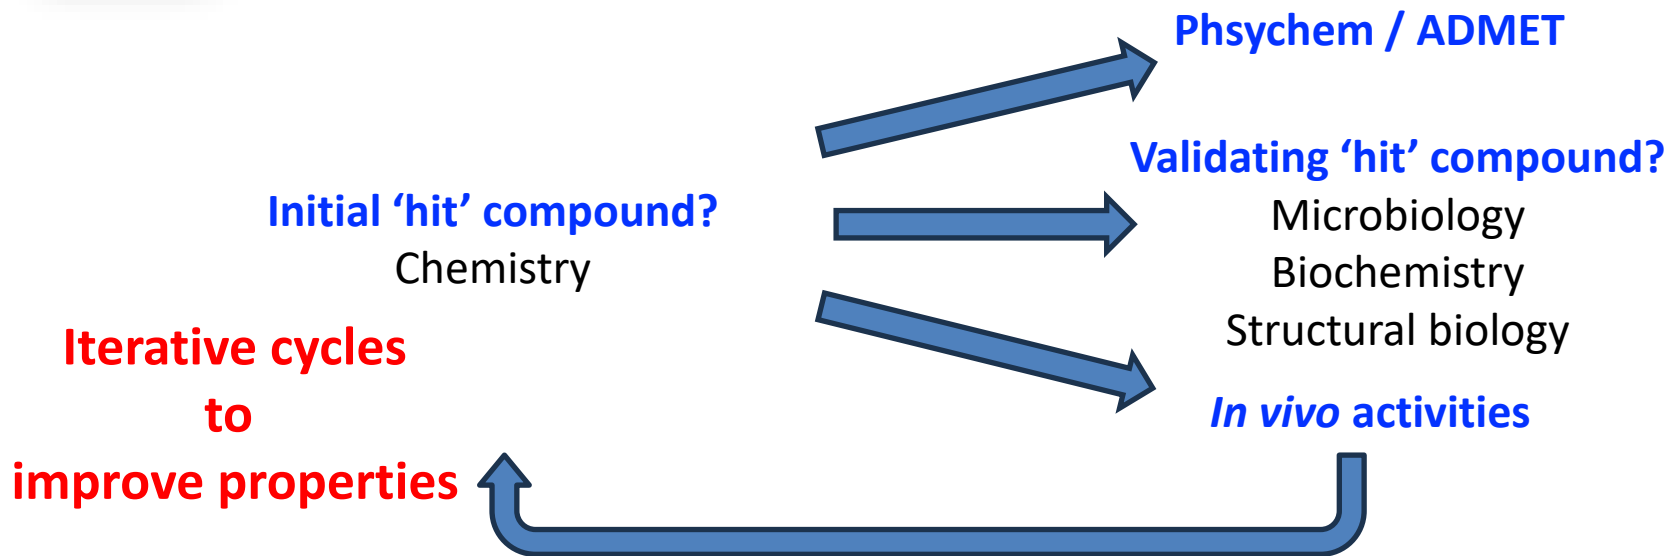 Phsychem / ADMET
Validating ‘hit’ compound?
Microbiology
Biochemistry
Structural biology
In vivo activities
Initial ‘hit’ compound?
Chemistry
Iterative cycles
to
improve properties